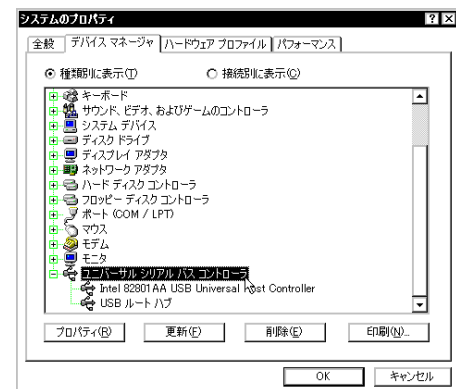 システムのプロパティ
全般 デバイス マネージャ ハードウェア プロファイル パフォーマンス
種類別に表示(T) 接続別に表示(C)
キーボード
サウンド、ビデオ、およびゲームのコントローラ
システム デバイス
ディスク ドライブ
ディスプレイ アダプタ
ネットワーク アダプタ
ハード ディスク コントローラ
フロッピー ディスク コントローラ
ポート (COM / LPT)
マウス
モデム
モニタ
ユニバーサル シリアル バス コントローラ
Intel 82801AA USB Universal Host Controller
USB ルート ハブ
プロパティ(R) 更新(F) 削除(E) 印刷(N)...
OK キャンセル